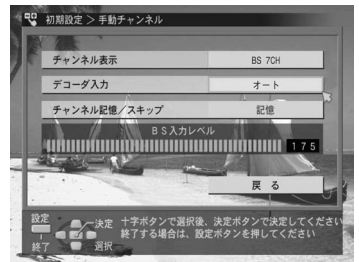 初期設定 > 手動チャンネル
チャンネル表示 BS 7CH
デコーダ入力 オート
チャンネル記憶／スキップ 記憶
BS入力レベル
175
戻る
設定
終了
決定
選択
十字ボタンで選択後、決定ボタンで決定してください
終了する場合は、設定ボタンを押してください